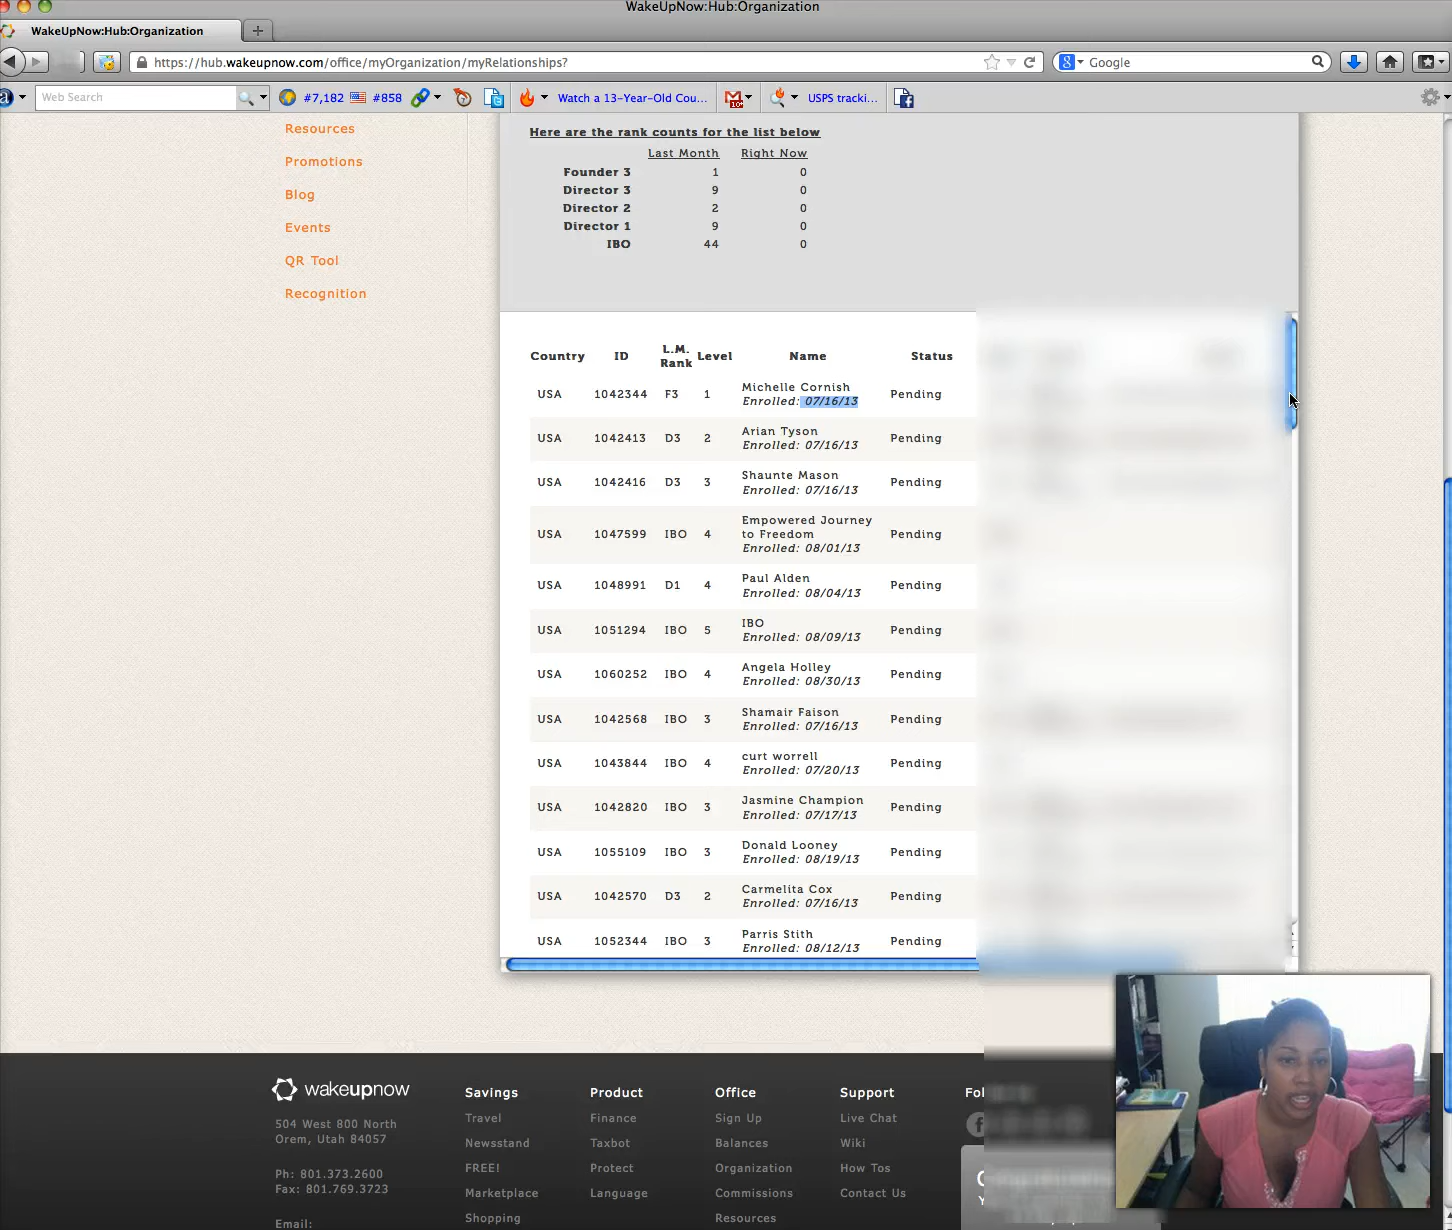 WakeUpNow:Hub:Organization
WakeUpNow:Hub:Organization
https://hub.wakeupnow.com/office/myOrganization/myRelationships?
Google
Web Search
#7,182
#858
Watch a 13-Year-Old Cou...
USPS tracki...
Resources
Promotions
Blog
Events
QR Tool
Recognition
Here are the rank counts for the list below
Last Month Right Now
Founder 3 1 0
Director 3 9 0
Director 2 2 0
Director 1 9 0
IBO 44 0
Country ID L.M. Rank Level Name Status
USA 1042344 F3 1 Michelle Cornish Pending
Enrolled: 07/16/13
USA 1042413 D3 2 Arian Tyson Pending
Enrolled: 07/16/13
USA 1042416 D3 3 Shaunte Mason Pending
Enrolled: 07/16/13
USA 1047599 IBO 4 Empowered Journey to Freedom Pending
Enrolled: 08/01/13
USA 1048991 D1 4 Paul Alden Pending
Enrolled: 08/04/13
USA 1051294 IBO 5 IBO Pending
Enrolled: 08/09/13
USA 1060252 IBO 4 Angela Holley Pending
Enrolled: 08/30/13
USA 1042568 IBO 3 Shamair Faison Pending
Enrolled: 07/16/13
USA 1043844 IBO 4 curt worrell Pending
Enrolled: 07/20/13
USA 1042820 IBO 3 Jasmine Champion Pending
Enrolled: 07/17/13
USA 1055109 IBO 3 Donald Looney Pending
Enrolled: 08/19/13
USA 1042570 D3 2 Carmelita Cox Pending
Enrolled: 07/16/13
USA 1052344 IBO 3 Parris Stith Pending
Enrolled: 08/12/13
wakeupnow
504 West 800 North
Orem, Utah 84057
Ph: 801.373.2600
Fax: 801.769.3723
Email:
Savings
Travel
Newsstand
FREE!
Marketplace
Shopping
Product
Finance
Taxbot
Protect
Language
Office
Sign Up
Balances
Organization
Commissions
Resources
Support
Live Chat
Wiki
How Tos
Contact Us
Fol